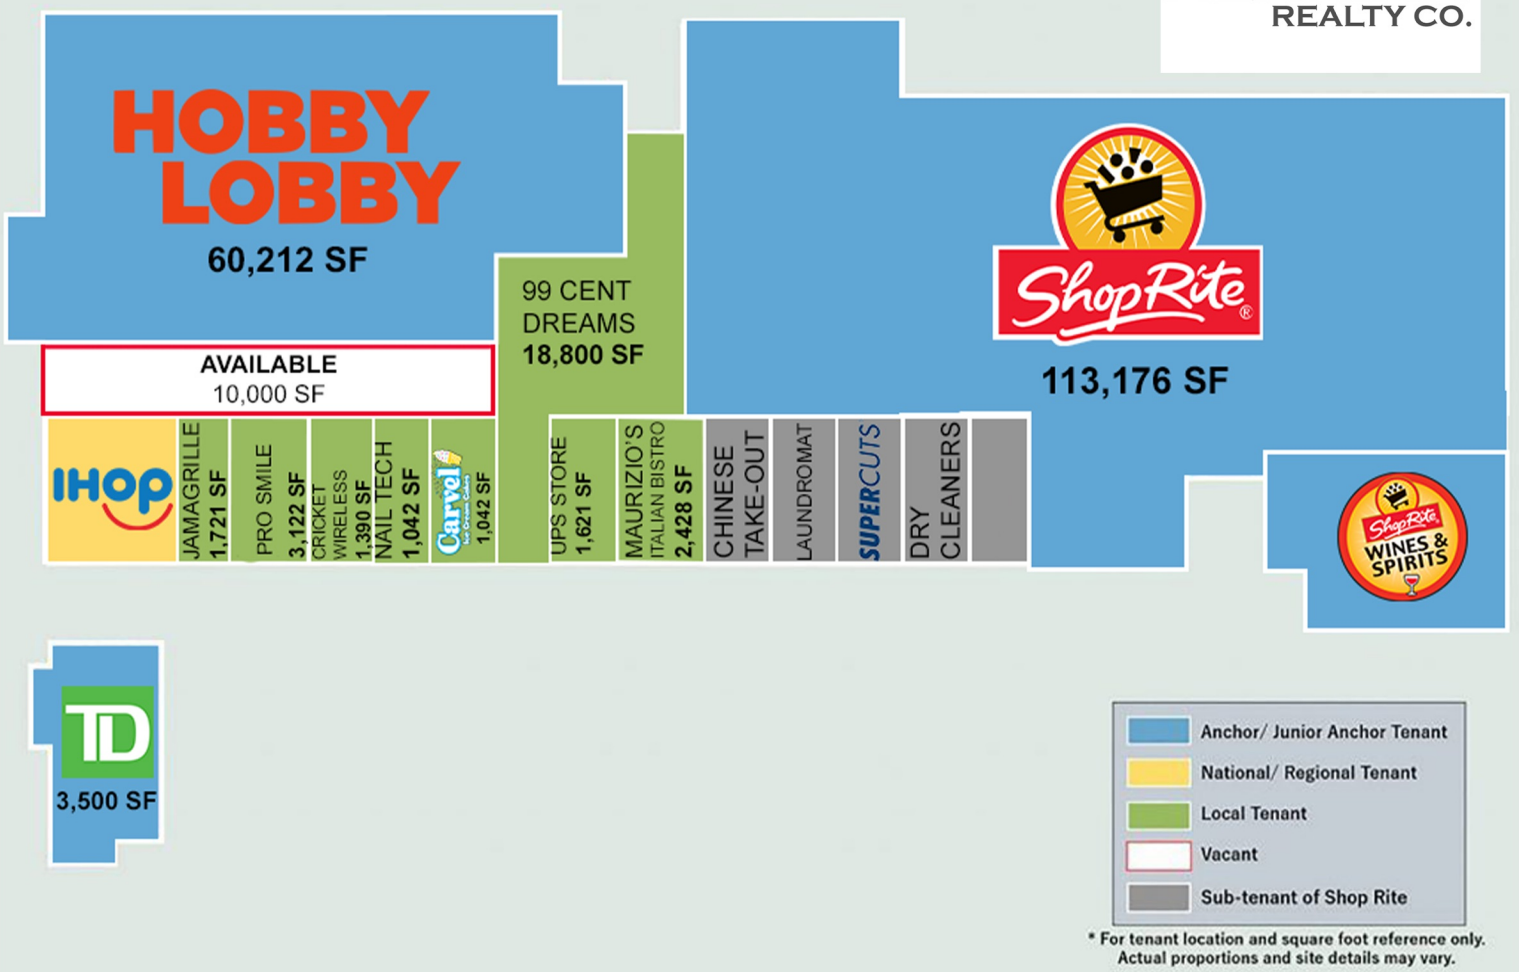 REALTY CO.
HOBBY
LOBBY
60,212 SF
99 CENT
DREAMS
18,800 SF
ShopRite®
113,176 SF
AVAILABLE
10,000 SF
IHOP
JAMAGRILLE
1,721 SF
PRO SMILE
3,122 SF
CRICKET
WIRELESS
1,390 SF
NAIL TECH
1,042 SF
Carvel
Ice Cream Cakes
1,042 SF
UPS STORE
1,621 SF
MAURIZIO'S
ITALIAN BISTRO
2,428 SF
CHINESE
TAKE-OUT
LAUNDROMAT
SUPERCUTS
DRY
CLEANERS
ShopRite
WINES &
SPIRITS
TD
3,500 SF
Anchor/ Junior Anchor Tenant
National/ Regional Tenant
Local Tenant
Vacant
Sub-tenant of Shop Rite
* For tenant location and square foot reference only.
Actual proportions and site details may vary.